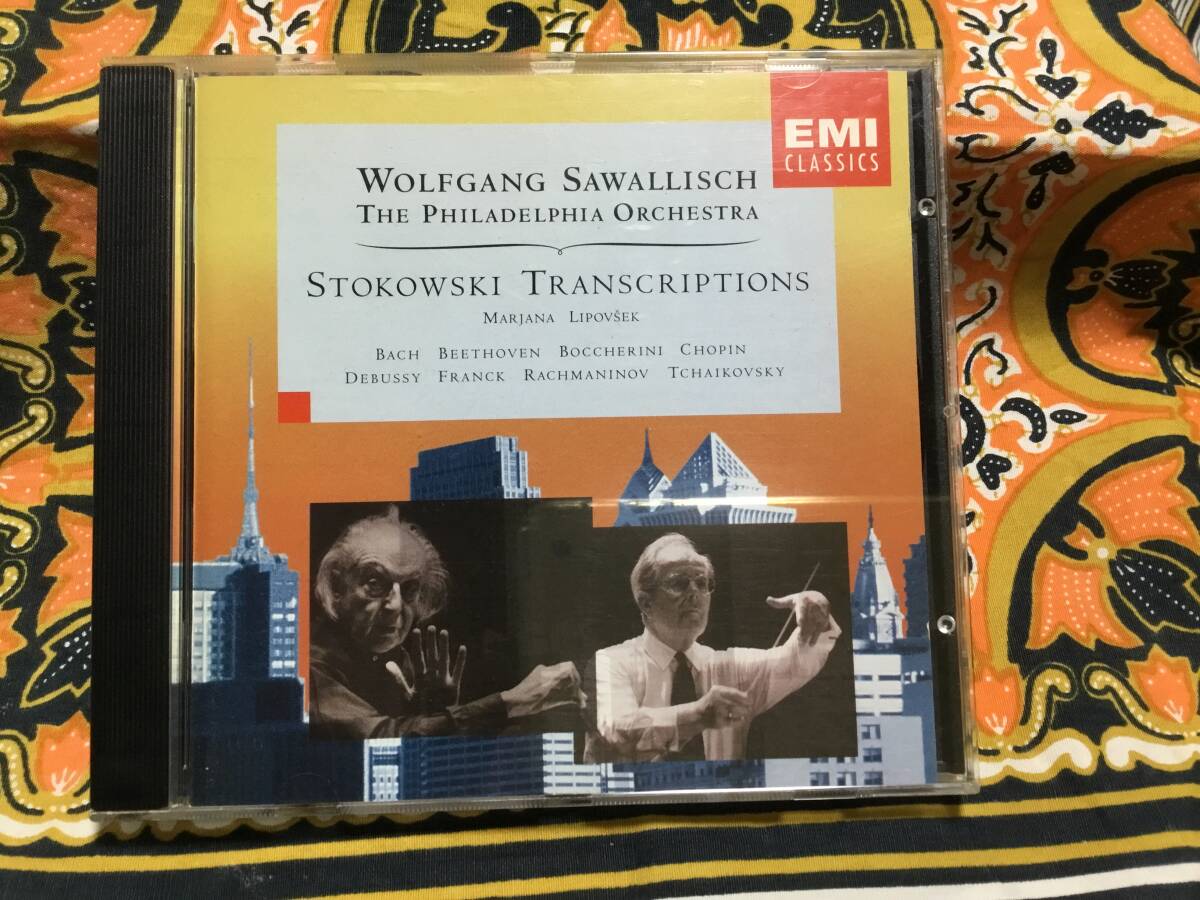 EMI
CLASSICS
WOLFGANG SAWALLISCH
THE PHILADELPHIA ORCHESTRA
STOKOWSKI TRANSCRIPTIONS
MARJANA LIPOVŠEK
BACH BEETHOVEN BOCCHERINI CHOPIN
DEBUSSY FRANCK RACHMANINOV TCHAIKOVSKY